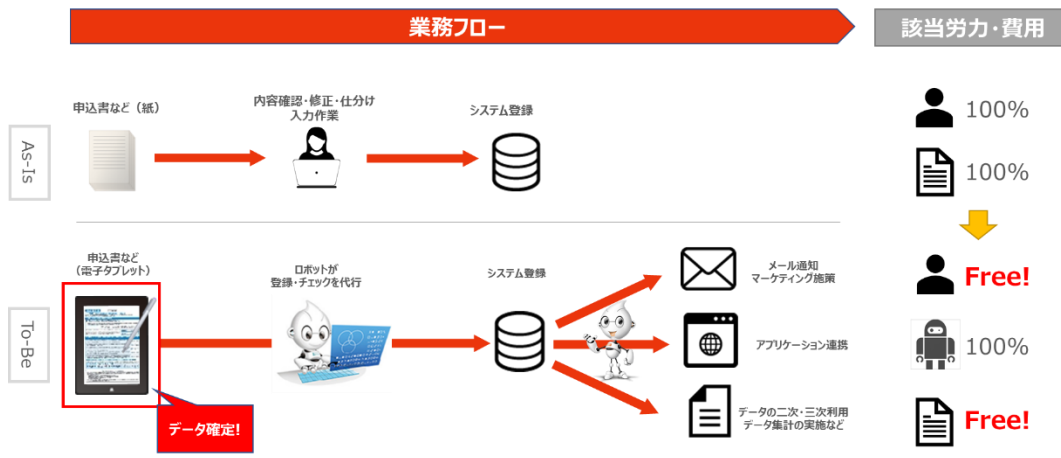 業務フロー
該当労力・費用
As-Is
申込書など（紙）
内容確認・修正・仕分け
入力作業
システム登録
100%
100%
To-Be
申込書など
（電子タブレット）
ロボットが
登録・チェックを代行
システム登録
メール通知
マーケティング施策
アプリケーション連携
データの二次・三次利用
データ集計の実施など
データ確定!
Free!
100%
Free!